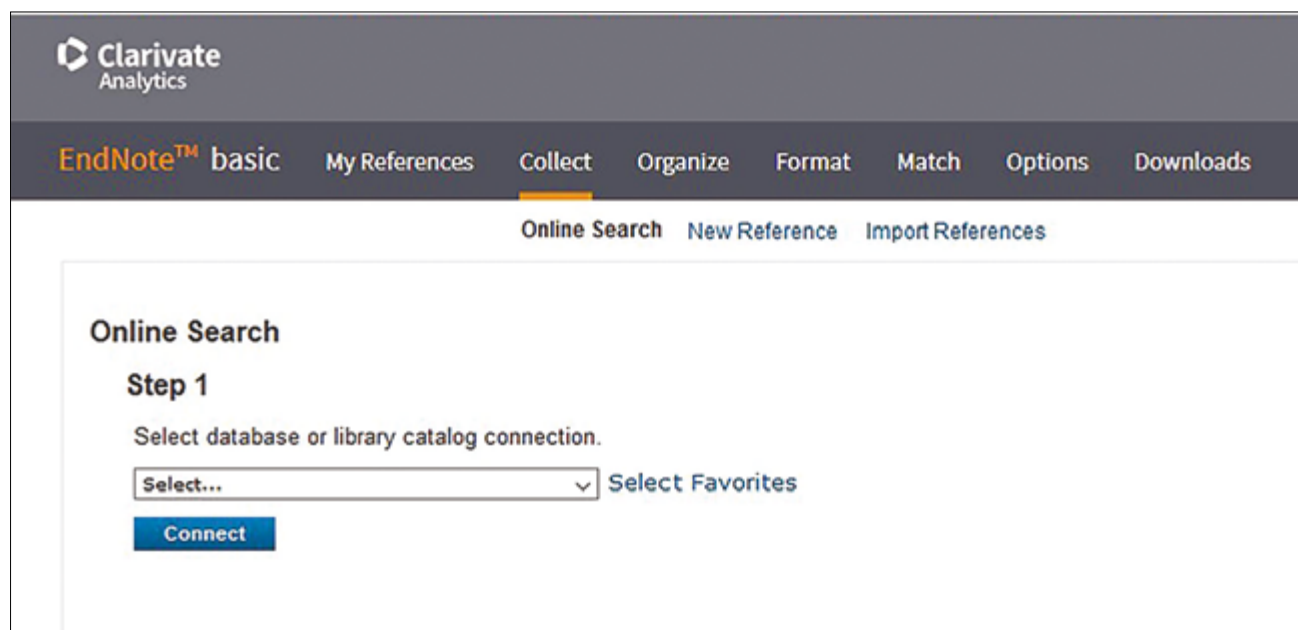 Clarivate
Analytics
EndNote™ basic My References Collect Organize Format Match Options Downloads
Online Search New Reference Import References
Online Search
Step 1
Select database or library catalog connection.
Select... Select Favorites
Connect